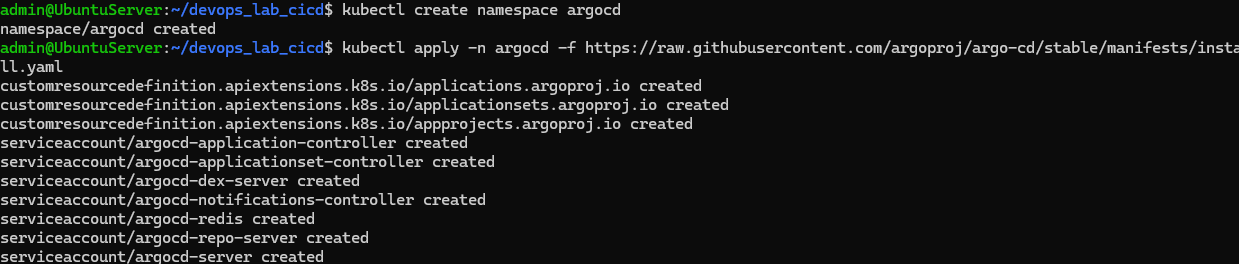 admin@UbuntuServer:~/devops_lab_cicd$ kubectl create namespace argocd
namespace/argocd created
admin@UbuntuServer:~/devops_lab_cicd$ kubectl apply -n argocd -f https://raw.githubusercontent.com/argoproj/argo-cd/stable/manifests/insta
ll.yaml
customresourcedefinition.apiextensions.k8s.io/applications.argoproj.io created
customresourcedefinition.apiextensions.k8s.io/applicationsets.argoproj.io created
customresourcedefinition.apiextensions.k8s.io/appprojects.argoproj.io created
serviceaccount/argocd-application-controller created
serviceaccount/argocd-applicationset-controller created
serviceaccount/argocd-dex-server created
serviceaccount/argocd-notifications-controller created
serviceaccount/argocd-redis created
serviceaccount/argocd-repo-server created
serviceaccount/argocd-server created